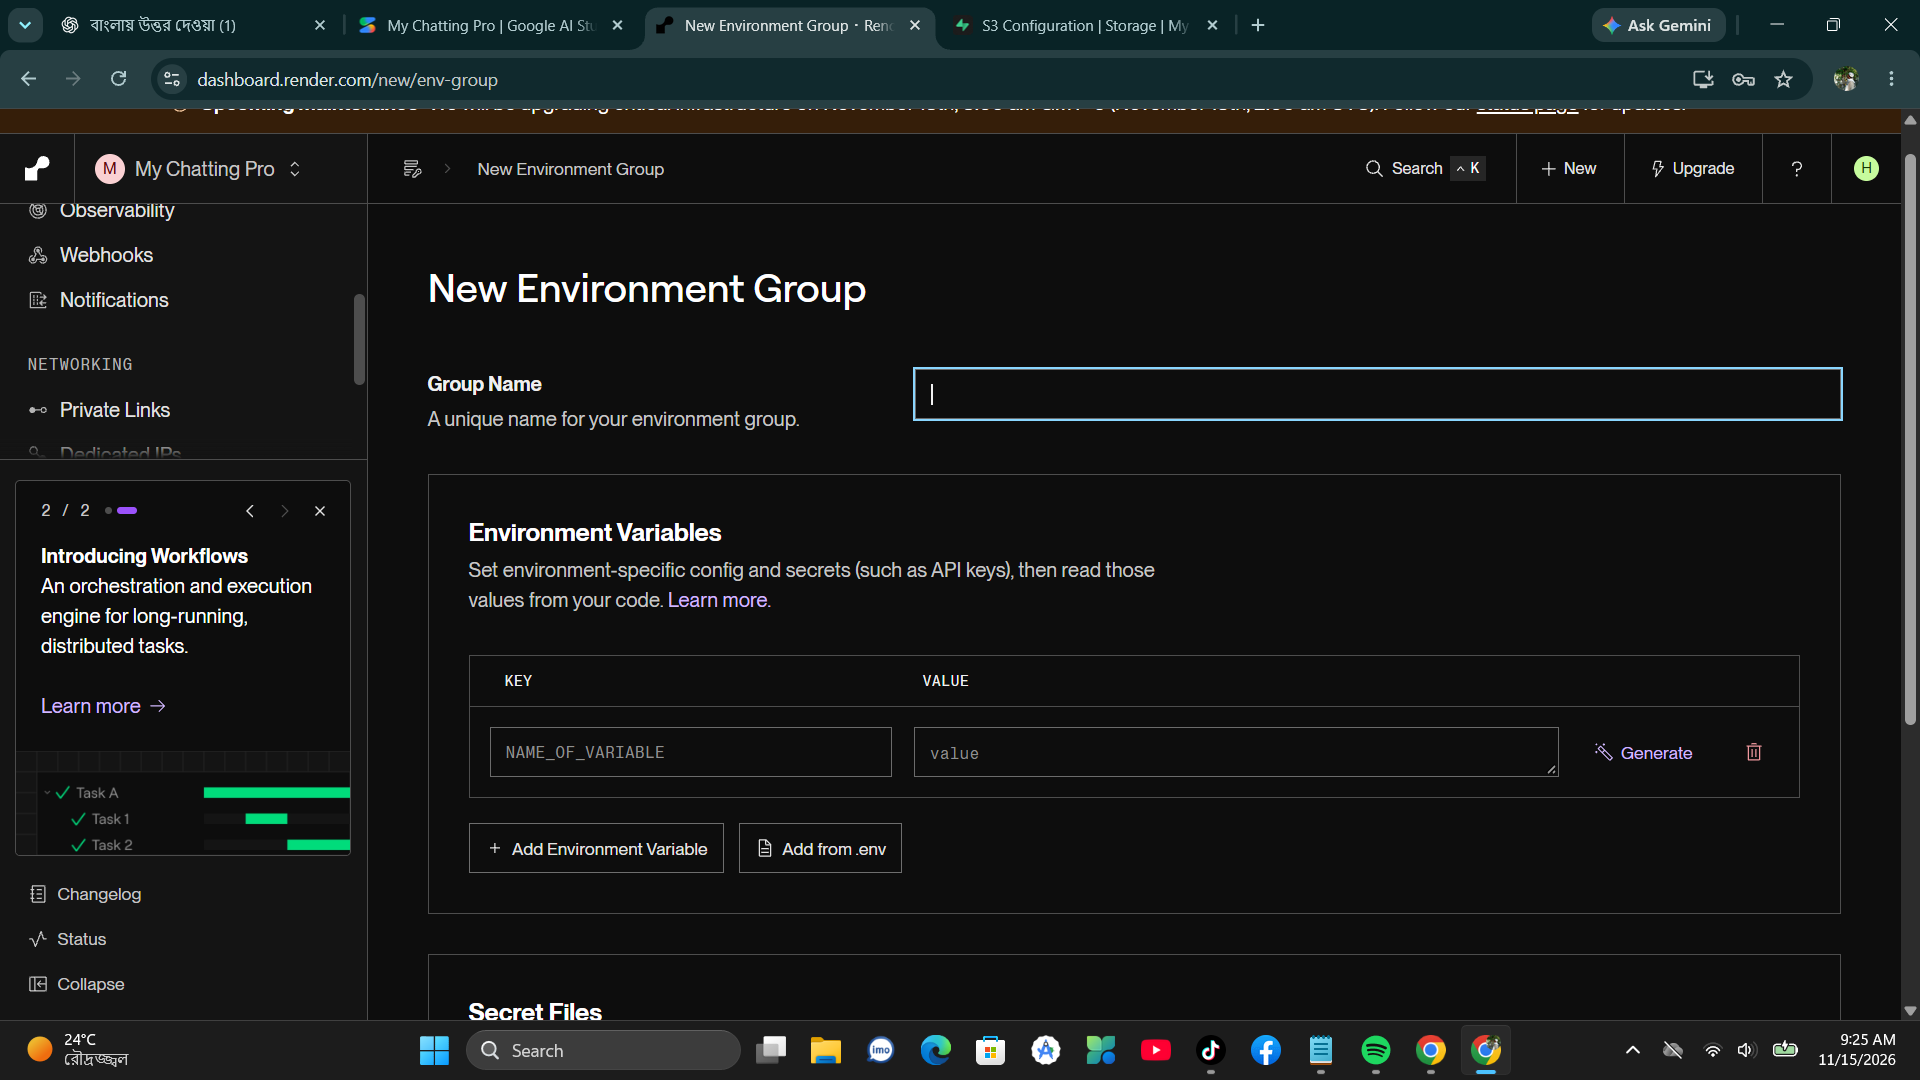 বাংলায় উত্তর দেওয়া (1)
My Chatting Pro | Google AI Stu
New Environment Group · Ren
S3 Configuration | Storage | My
Ask Gemini
dashboard.render.com/new/env-group
M My Chatting Pro
New Environment Group
Search K
New
Upgrade
?
H
Observability
Webhooks
Notifications
NETWORKING
Private Links
Dedicated IPs
2 / 2
Introducing Workflows
An orchestration and execution
engine for long-running,
distributed tasks.
Learn more →
Task A
Task 1
Task 2
Changelog
Status
Collapse
New Environment Group
Group Name
A unique name for your environment group.
Environment Variables
Set environment-specific config and secrets (such as API keys), then read those
values from your code. Learn more.
KEY VALUE
NAME_OF_VARIABLE value Generate
+ Add Environment Variable Add from .env
Secret Files
24°C
রৌদ্রজ্জ্বল
Search
imo
9:25 AM
11/15/2026